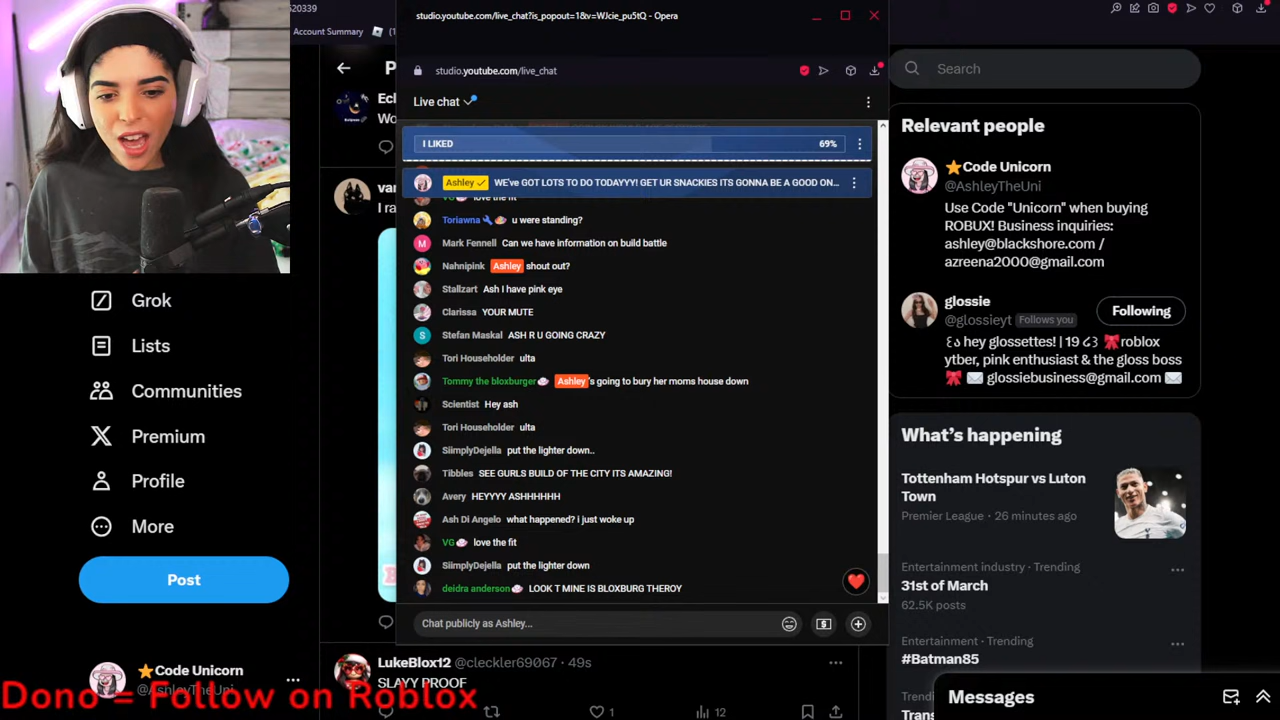 520339
Account Summary
studio.youtube.com/live_chat?is_popout=1&v=WJcie_pu5tQ - Opera
studio.youtube.com/live_chat
Live chat
I LIKED 69%
Ashley WE've GOT LOTS TO DO TODAYYY! GET UR SNACKIES ITS GONNA BE A GOOD ON...
VG love the fit
Toriawna u were standing?
Mark Fennell Can we have information on build battle
Nahnipink Ashley shout out?
Stallzart Ash I have pink eye
Clarissa YOUR MUTE
Stefan Maskal ASH R U GOING CRAZY
Tori Householder ulta
Tommy the bloxburger Ashley's going to bury her moms house down
Scientist Hey ash
Tori Householder ulta
SiimplyDejella put the lighter down..
Tibbles SEE GURLS BUILD OF THE CITY ITS AMAZING!
Avery HEYYYY ASHHHHHH
Ash Di Angelo what happened? i just woke up
VG love the fit
SiimplyDejella put the lighter down
deidra anderson LOOK T MINE IS BLOXBURG THEROY
Chat publicly as Ashley...
Grok
Lists
Communities
Premium
Profile
More
Post
Code Unicorn
@AshleyTheUni
LukeBlox12 @cleckler69067 · 49s
SLAYY PROOF
1
12
Dono = Follow on Roblox
Search
Relevant people
Code Unicorn
@AshleyTheUni
Use Code "Unicorn" when buying
ROBUX! Business inquiries:
ashley@blackshore.com /
azreena2000@gmail.com
glossie
@glossieyt Follows you
Following
hey glossettes! | 19 roblox
ytber, pink enthusiast & the gloss boss
glossiebusiness@gmail.com
What's happening
Tottenham Hotspur vs Luton
Town
Premier League · 26 minutes ago
Entertainment industry · Trending
31st of March
62.5K posts
Entertainment · Trending
#Batman85
Messages